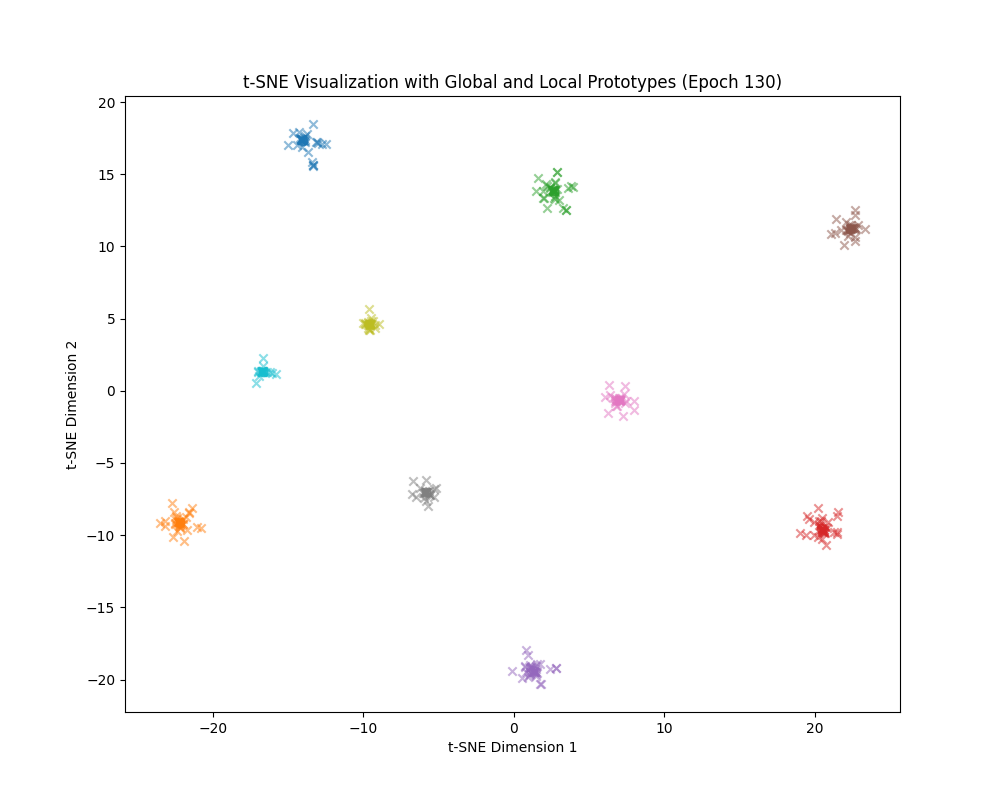 t-SNE Visualization with Global and Local Prototypes (Epoch 130)
20
15
10
5
0
−5
−10
−15
−20
t-SNE Dimension 2
−20 −10 0 10 20
t-SNE Dimension 1